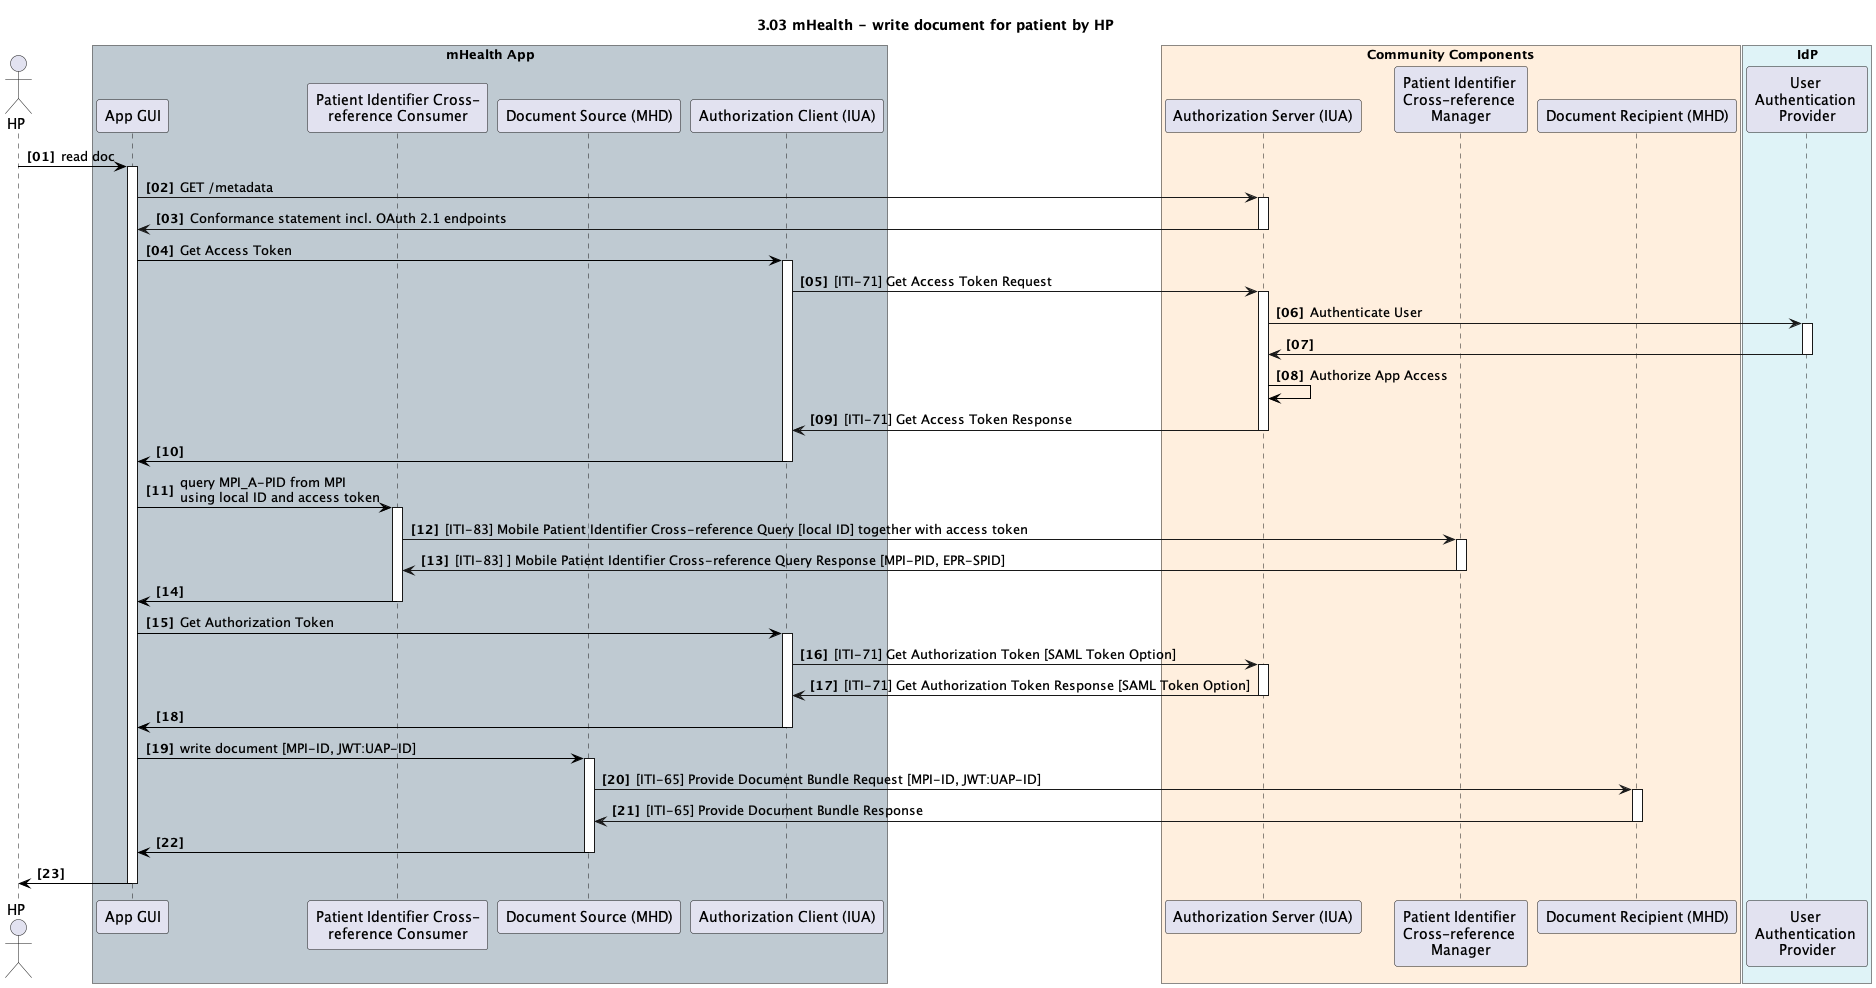 3.03 mHealth - write document for patient by HP
mHealth App
Community Components
IdP
HP
App GUI
Patient Identifier Cross-
reference Consumer
Document Source (MHD)
Authorization Client (IUA)
Authorization Server (IUA)
Patient Identifier
Cross-reference
Manager
Document Recipient (MHD)
User
Authentication
Provider
[01] read doc
[02] GET /metadata
[03] Conformance statement incl. OAuth 2.1 endpoints
[04] Get Access Token
[05] [ITI-71] Get Access Token Request
[06] Authenticate User
[07]
[08] Authorize App Access
[09] [ITI-71] Get Access Token Response
[10]
[11] query MPI_A-PID from MPI
using local ID and access token
[12] [ITI-83] Mobile Patient Identifier Cross-reference Query [local ID] together with access token
[13] [ITI-83] ] Mobile Patient Identifier Cross-reference Query Response [MPI-PID, EPR-SPID]
[14]
[15] Get Authorization Token
[16] [ITI-71] Get Authorization Token [SAML Token Option]
[17] [ITI-71] Get Authorization Token Response [SAML Token Option]
[18]
[19] write document [MPI-ID, JWT:UAP-ID]
[20] [ITI-65] Provide Document Bundle Request [MPI-ID, JWT:UAP-ID]
[21] [ITI-65] Provide Document Bundle Response
[22]
[23]
HP
App GUI
Patient Identifier Cross-
reference Consumer
Document Source (MHD)
Authorization Client (IUA)
Authorization Server (IUA)
Patient Identifier
Cross-reference
Manager
Document Recipient (MHD)
User
Authentication
Provider